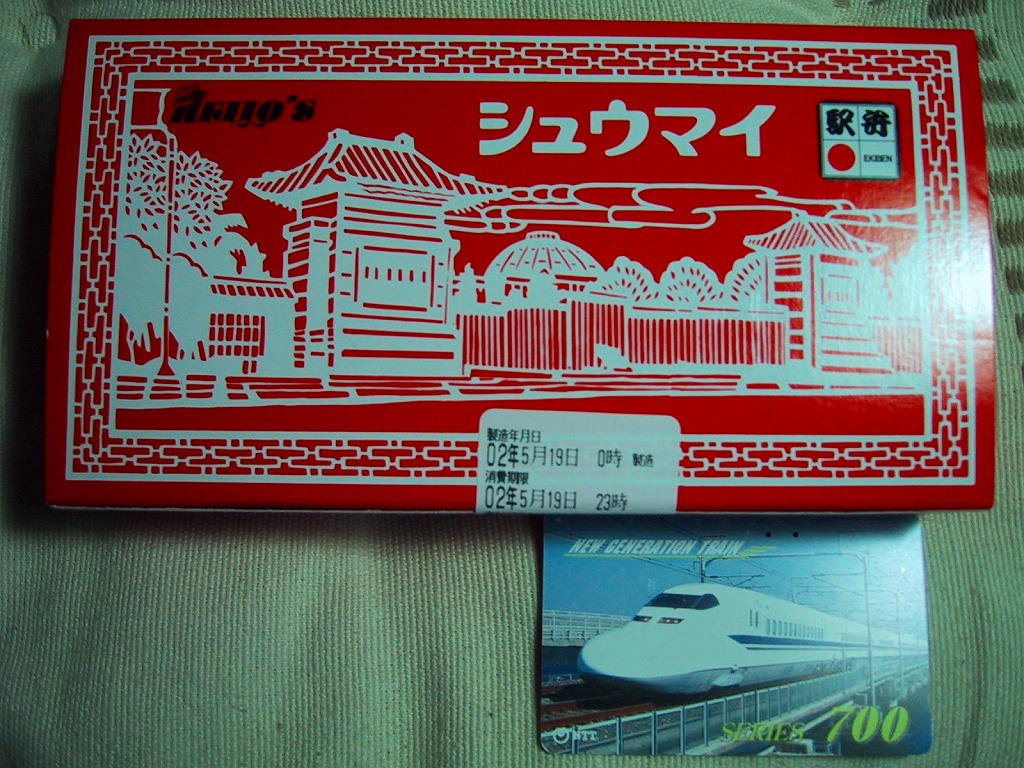 シュウマイ
駅弁
EKIBEN
製造年月日
02年5月19日 0時 製造
消費期限
02年5月19日 23時
NEW GENERATION TRAIN
SERIES 700
NTT